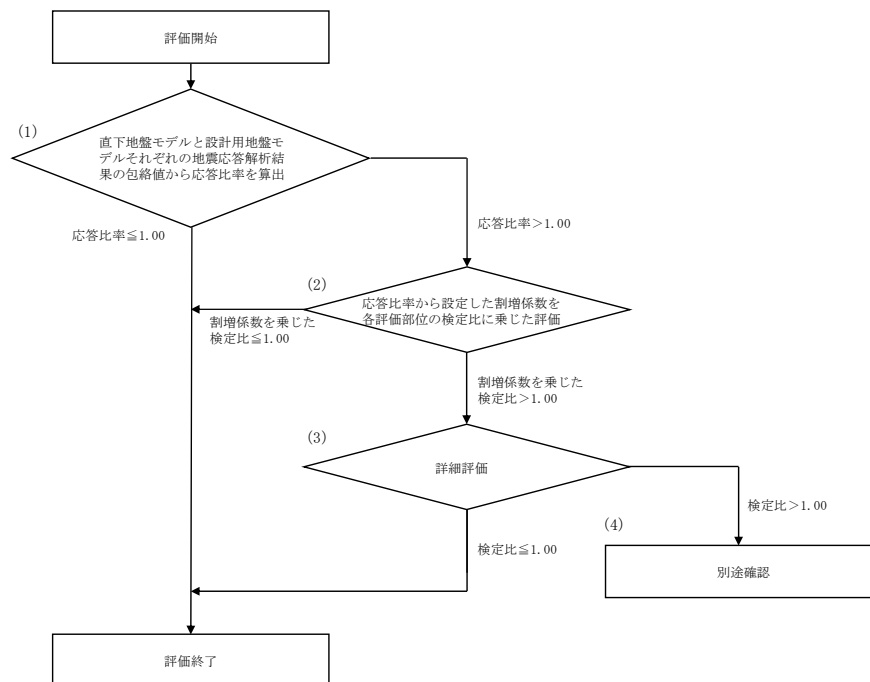 評価開始
(1)
直下地盤モデルと設計用地盤モ
デルそれぞれの地震応答解析結
果の包絡値から応答比率を算出
応答比率≦1.00
応答比率＞1.00
(2)
応答比率から設定した割増係数を
各評価部位の検定比に乗じた評価
割増係数を乗じた
検定比≦1.00
割増係数を乗じた
検定比＞1.00
(3)
詳細評価
検定比＞1.00
(4)
検定比≦1.00
別途確認
評価終了